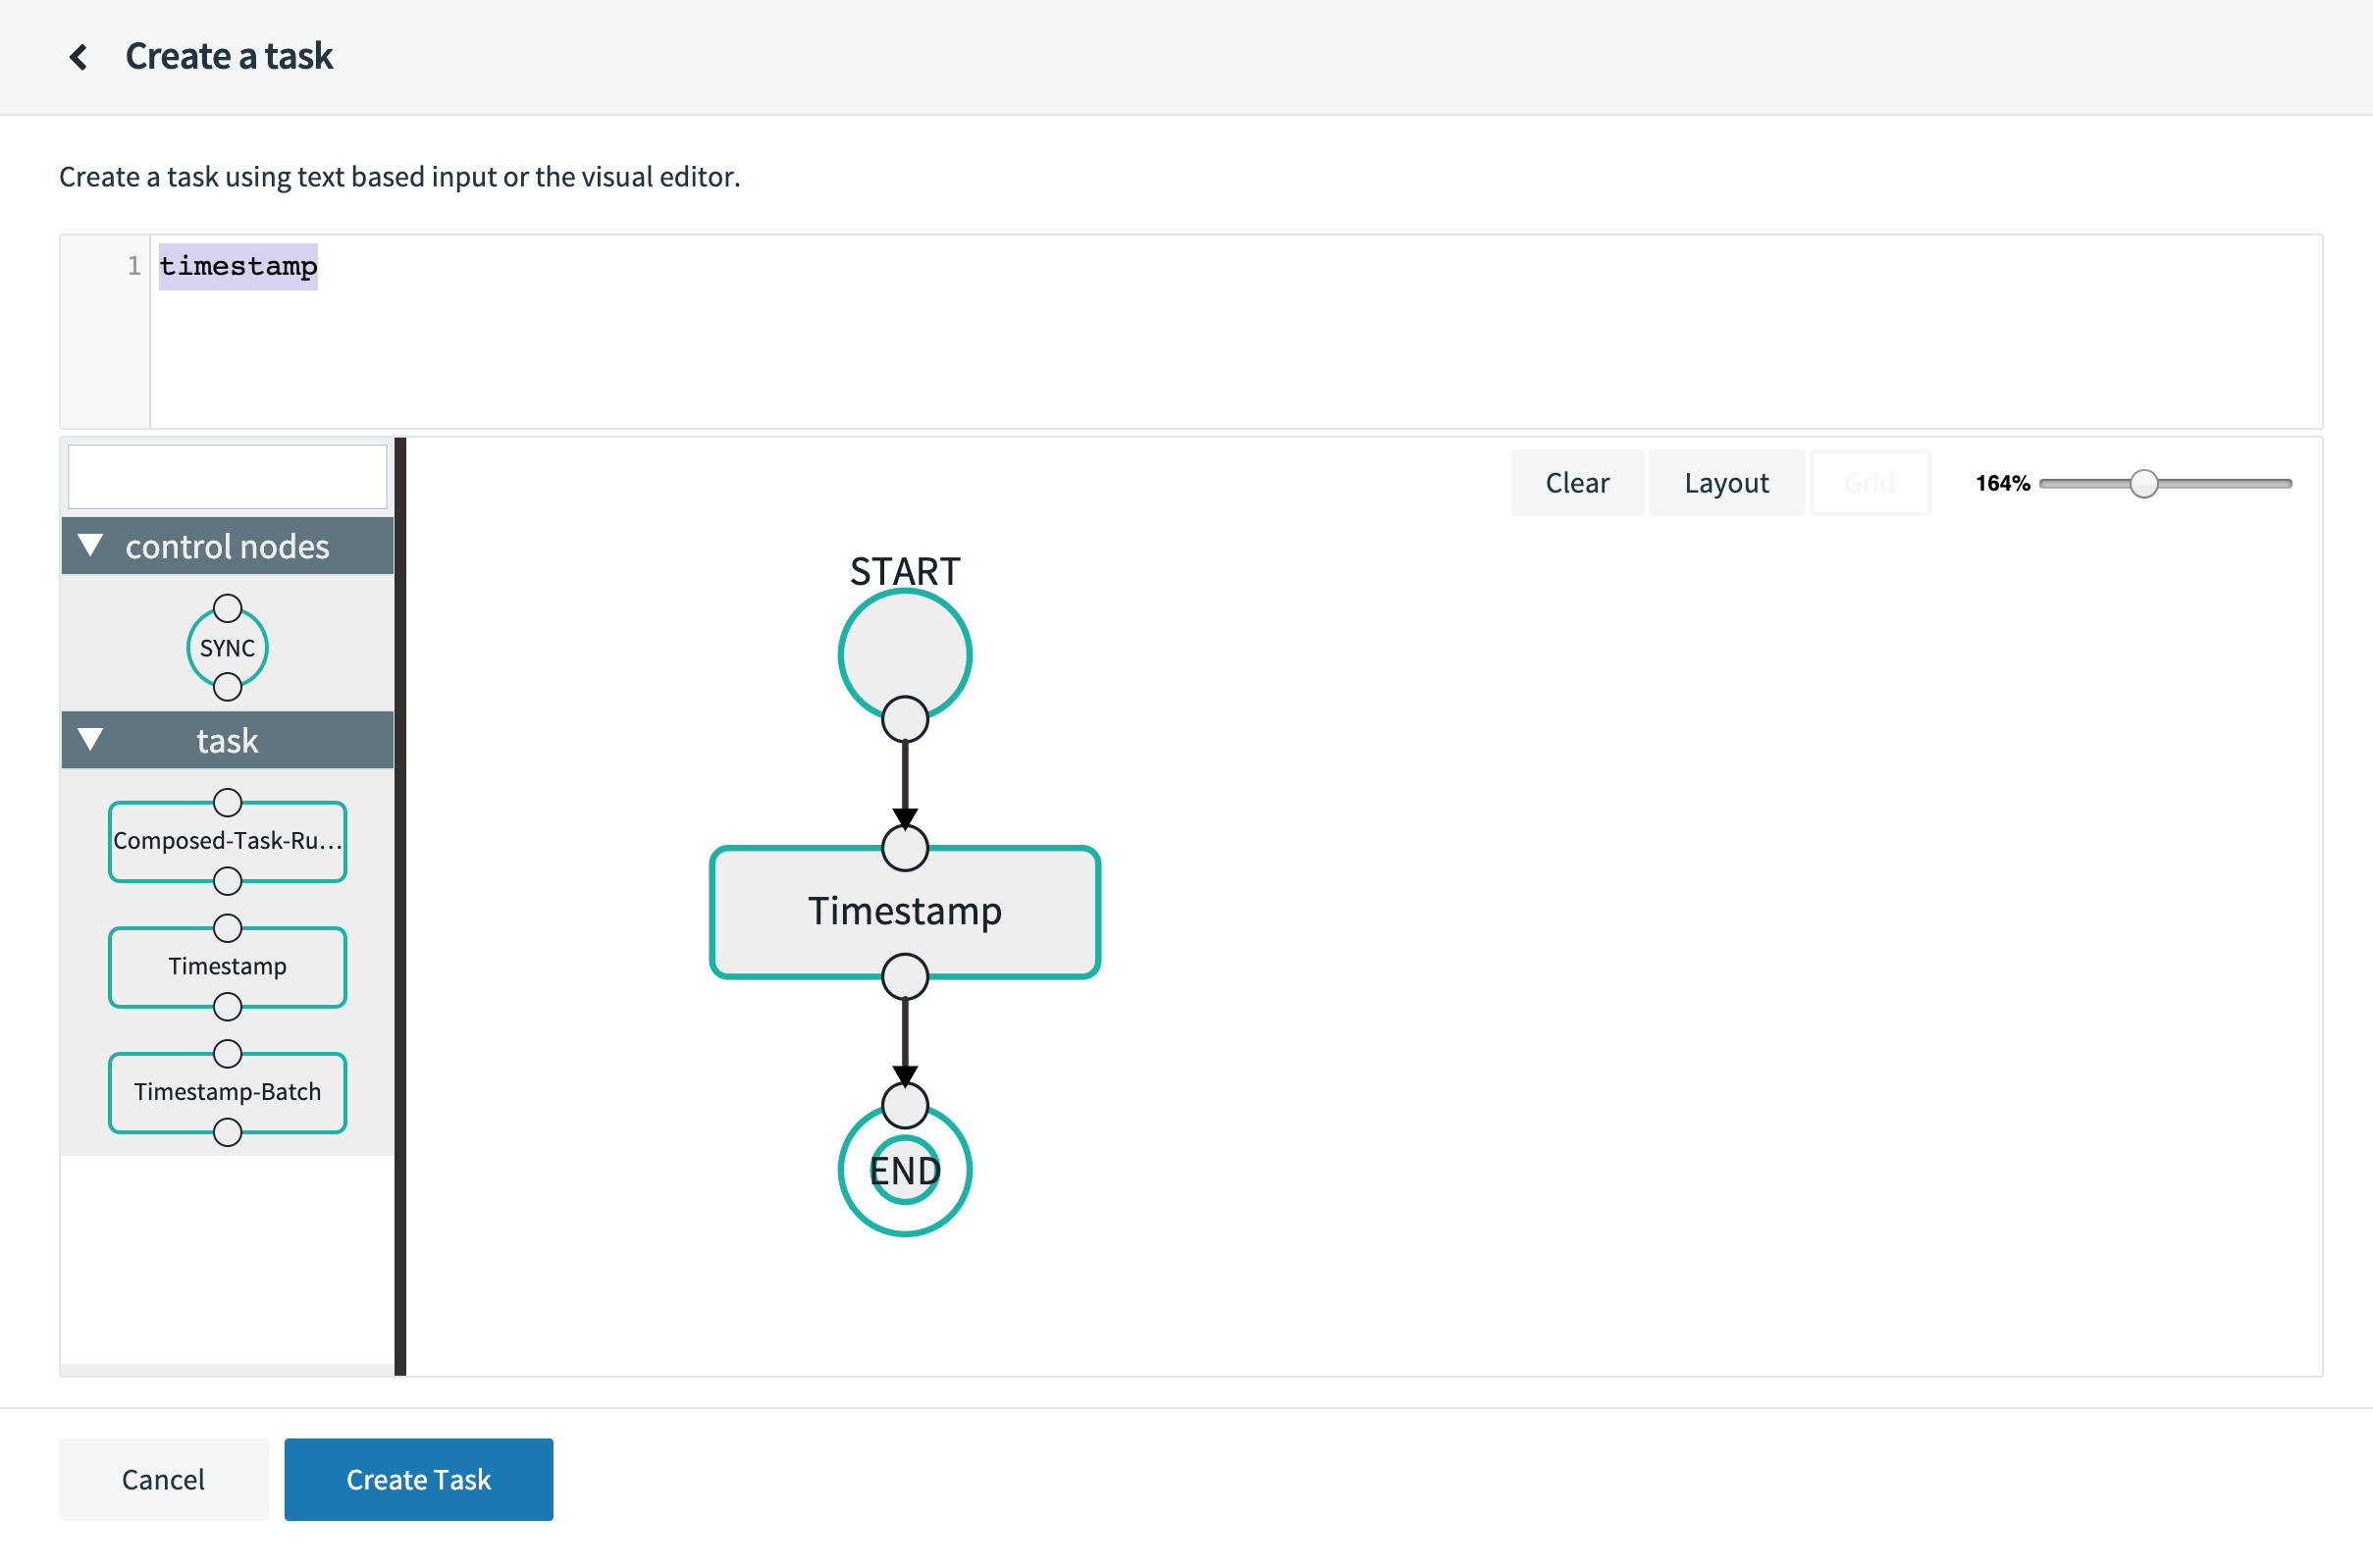 Create a task
Create a task using text based input or the visual editor.
1 timestamp
Clear Layout Grid 164%
control nodes
SYNC
task
Composed-Task-Ru...
Timestamp
Timestamp-Batch
START
Timestamp
END
Cancel Create Task